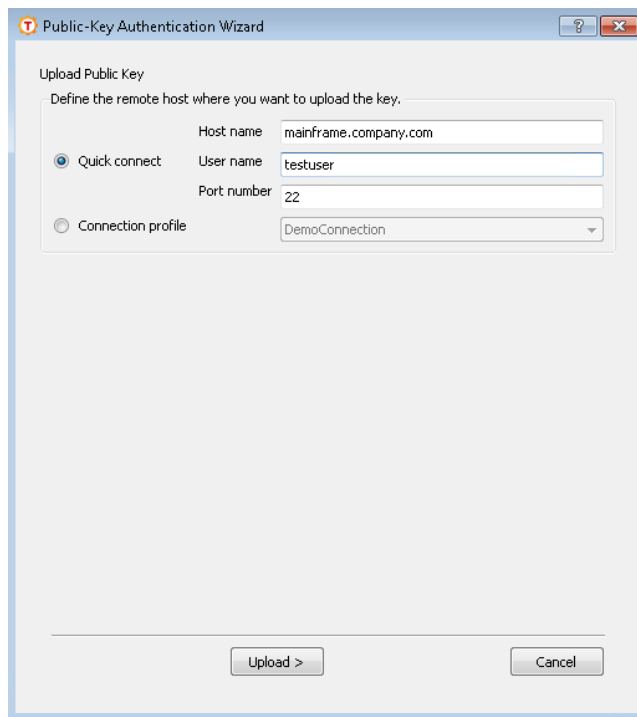 Public-Key Authentication Wizard
Upload Public Key
Define the remote host where you want to upload the key.
Host name mainframe.company.com
Quick connect User name testuser
Port number 22
Connection profile DemoConnection
Upload > Cancel